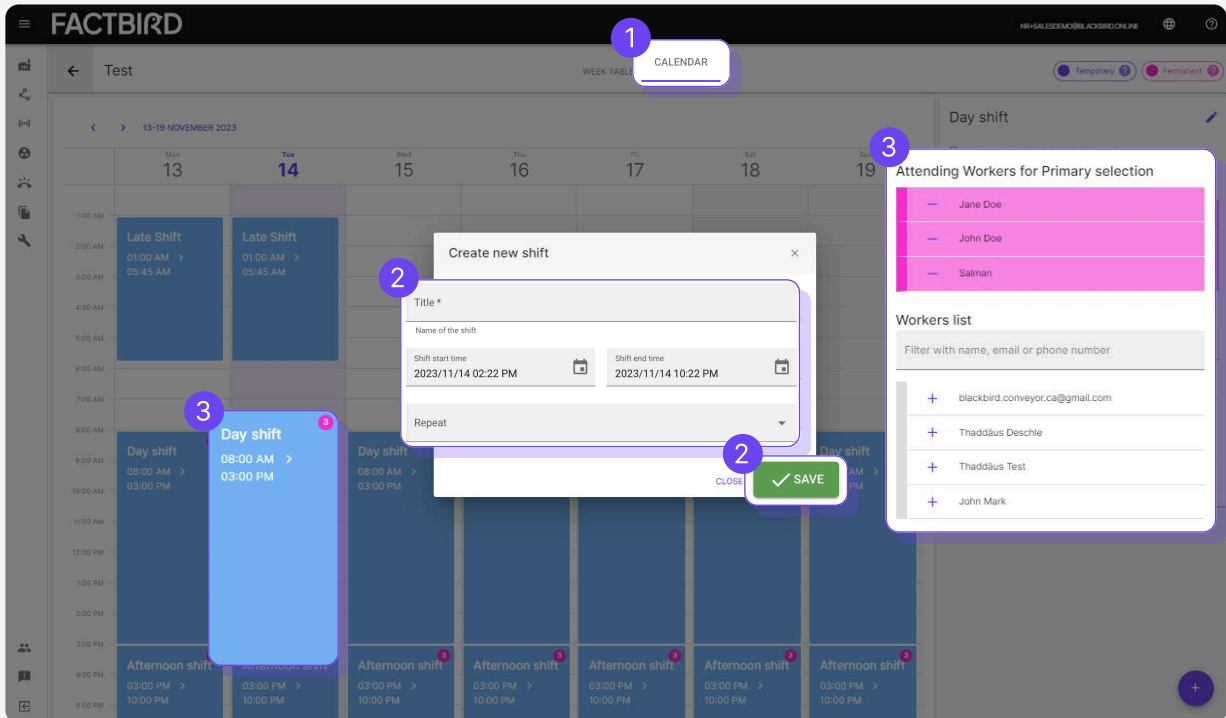 FACTBIRD
NR+SALESDEMO@BLACKBIRD.ONLINE
1
Test
WEEK TABLE
CALENDAR
Temporary ?
Permanent ?
13-19 NOVEMBER 2023
Day shift
Mon
13
Tue
14
Wed
15
Thu
16
Fri
17
Sat
18
19
1:00 AM
2:00 AM
3:00 AM
4:00 AM
5:00 AM
6:00 AM
7:00 AM
8:00 AM
9:00 AM
10:00 AM
11:00 AM
12:00 PM
1:00 PM
2:00 PM
3:00 PM
4:00 PM
5:00 PM
Late Shift
01:00 AM >
05:45 AM
Late Shift
01:00 AM >
05:45 AM
Day shift
08:00 AM >
03:00 PM
3
Day shift
3
08:00 AM >
03:00 PM
Day shift
08:00 AM >
03:00 PM
Day shift
AM >
PM
Afternoon shift
03:00 PM >
10:00 PM
Afternoon shift
03:00 PM >
10:00 PM
Afternoon shift
3
03:00 PM >
10:00 PM
Afternoon shift
3
03:00 PM >
10:00 PM
Afternoon shift
3
03:00 PM >
10:00 PM
Afternoon shift
3
03:00 PM >
10:00 PM
Afternoon shift
3
03:00 PM >
10:00 PM
Create new shift
2
Title *
Name of the shift
Shift start time
2023/11/14 02:22 PM
Shift end time
2023/11/14 10:22 PM
Repeat
2
CLOSE
SAVE
3
Attending Workers for Primary selection
Jane Doe
John Doe
Salman
Workers list
Filter with name, email or phone number
blackbird.conveyor.ca@gmail.com
Thaddäus Deschle
Thaddäus Test
John Mark